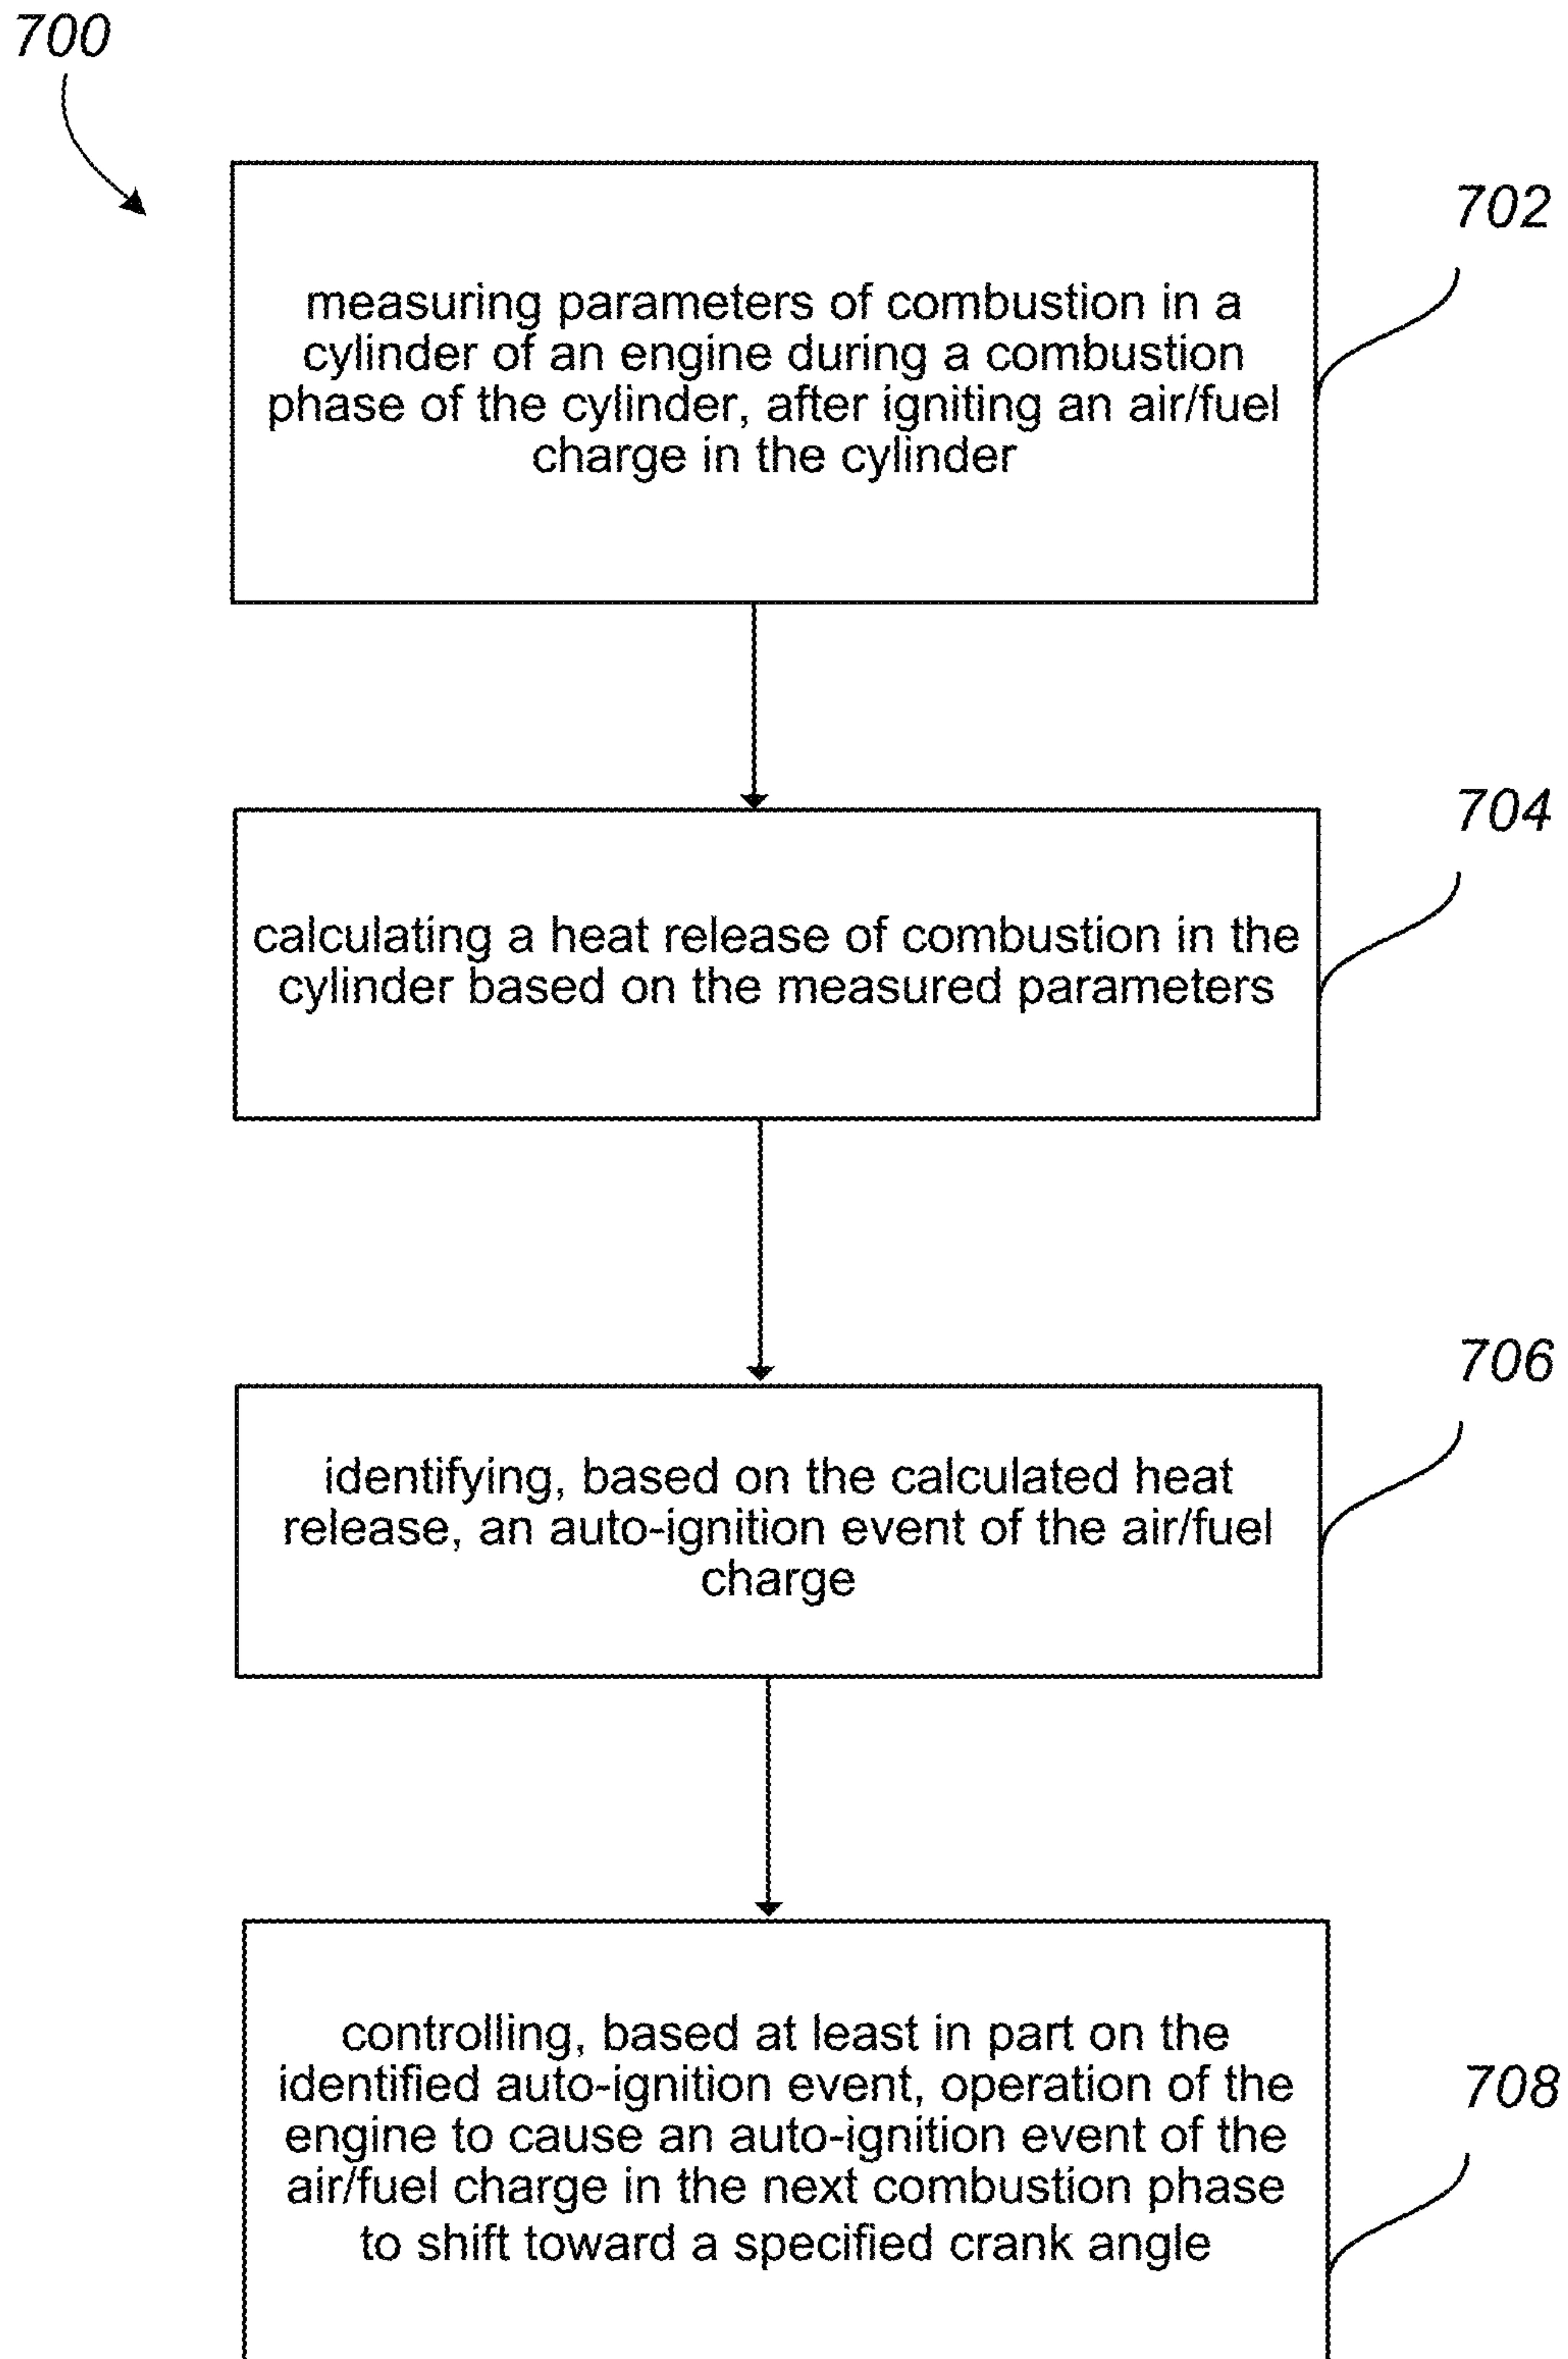 700
702
measuring parameters of combustion in a
cylinder of an engine during a combustion
phase of the cylinder, after igniting an air/fuel
charge in the cylinder
704
calculating a heat release of combustion in the
cylinder based on the measured parameters
706
identifying, based on the calculated heat
release, an auto-ignition event of the air/fuel
charge
708
controlling, based at least in part on the
identified auto-ignition event, operation of the
engine to cause an auto-ignition event of the
air/fuel charge in the next combustion phase
to shift toward a specified crank angle